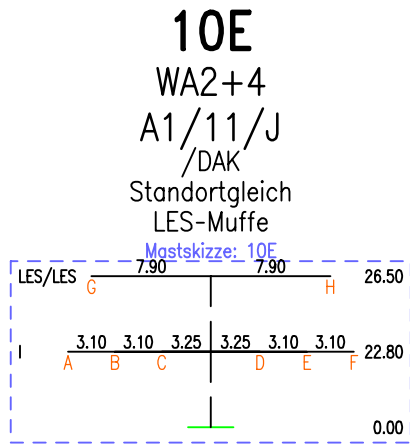 10E
WA2+4
A1/11/J
/DAK
Standortgleich
LES-Muffe
Mastskizze: 10E
7.90 7.90
LES/LES 26.50
G H
3.10 3.10 3.25 3.25 3.10 3.10
I 22.80
A B C D E F
0.00